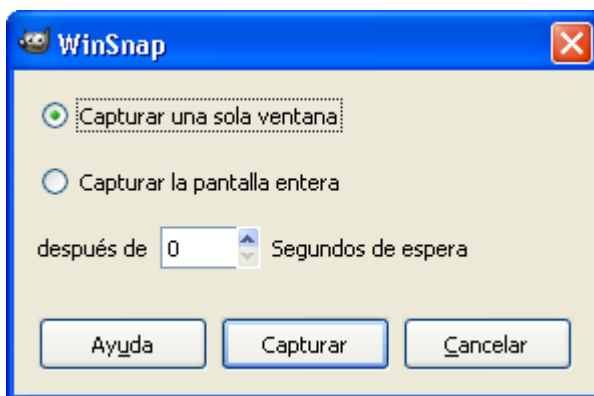 WinSnap
Capturar una sola ventana
Capturar la pantalla entera
después de 0 Segundos de espera
Ayuda Capturar Cancelar